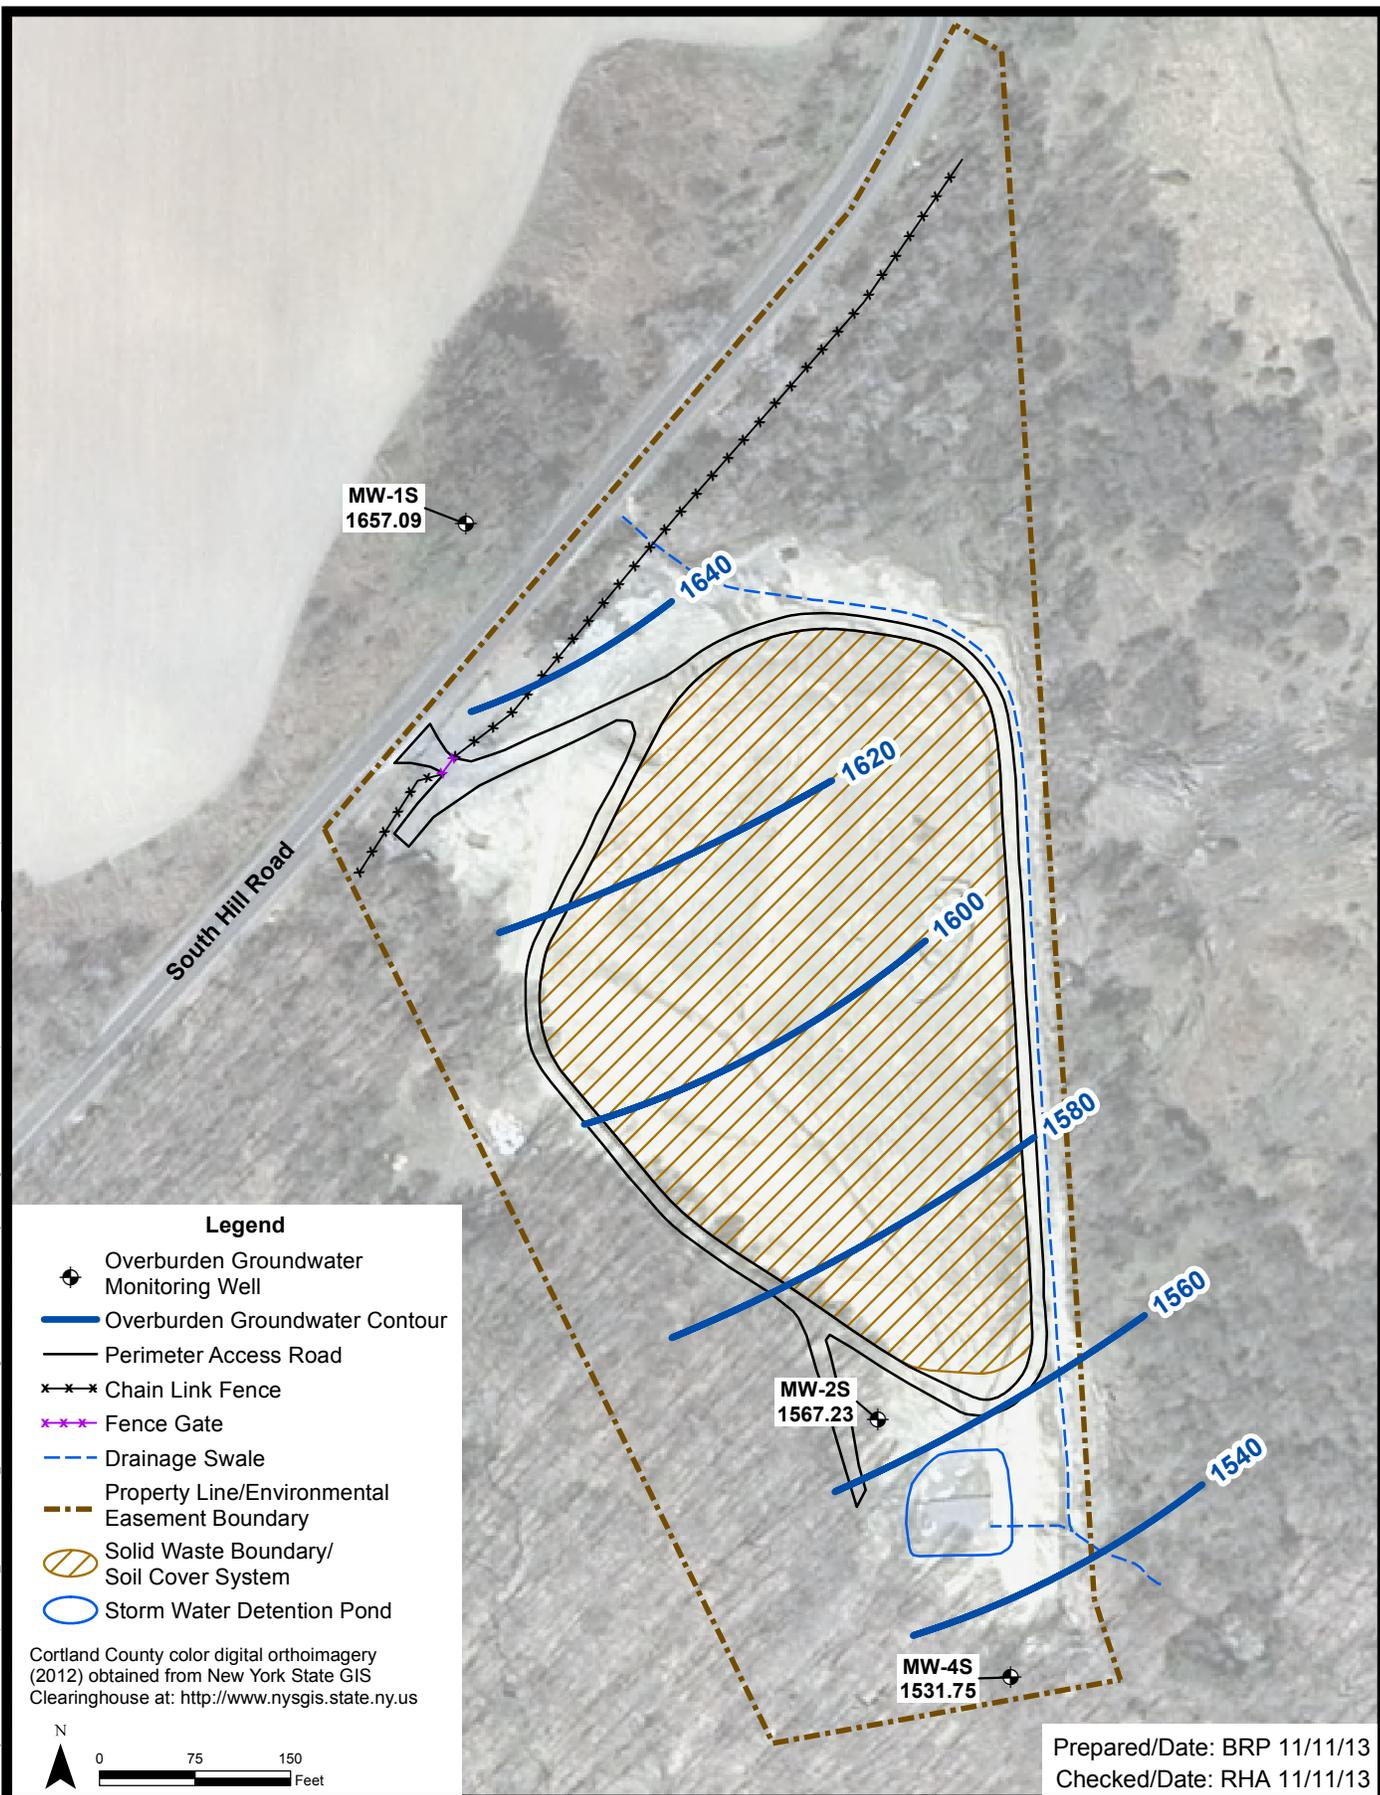 MW-1S
1657.09
1640
1620
1600
South Hill Road
1580
1560
MW-2S
1567.23
1540
MW-4S
1531.75
Legend
Overburden Groundwater
Monitoring Well
Overburden Groundwater Contour
Perimeter Access Road
Chain Link Fence
Fence Gate
Drainage Swale
Property Line/Environmental
Easement Boundary
Solid Waste Boundary/
Soil Cover System
Storm Water Detention Pond
Cortland County color digital orthoimagery
(2012) obtained from New York State GIS
Clearinghouse at: http://www.nysgis.state.ny.us
N
0 75 150
Feet
Prepared/Date: BRP 11/11/13
Checked/Date: RHA 11/11/13